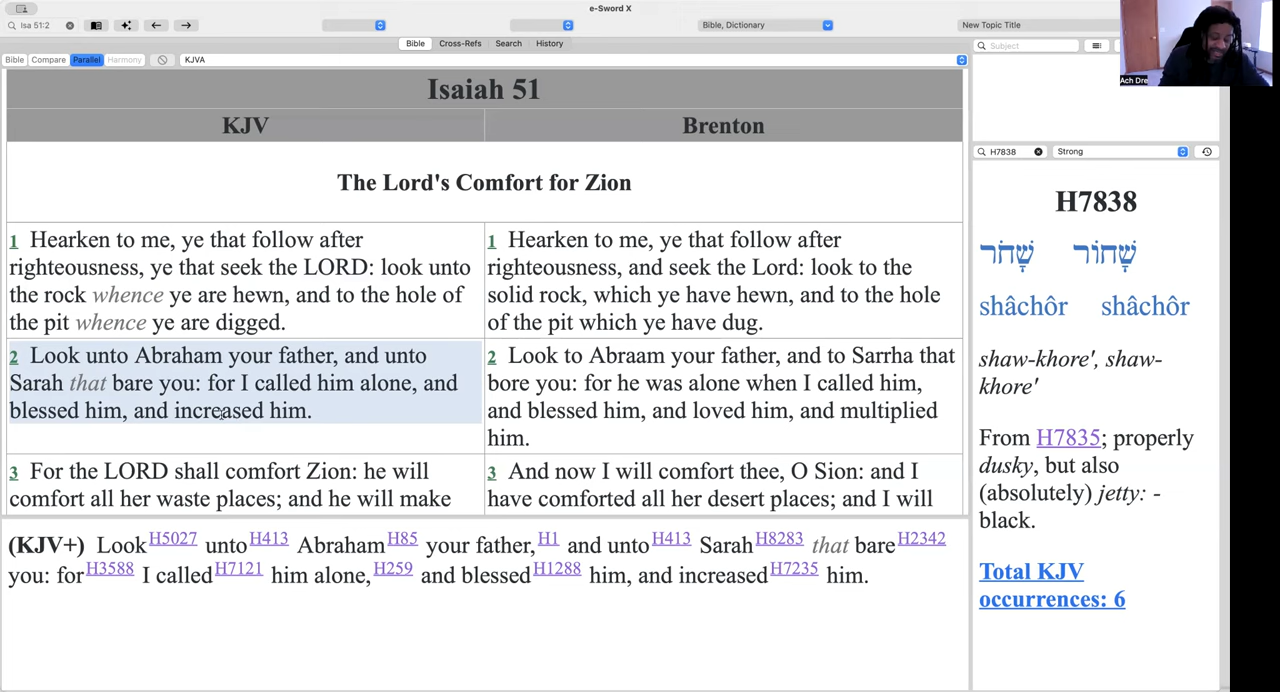 e-Sword X
Isa 51:2
Bible, Dictionary
New Topic Title
Bible Cross-Refs Search History
Subject
Bible Compare Parallel Harmony KJVA
Ach Dre
Isaiah 51
KJV Brenton
The Lord's Comfort for Zion
1 Hearken to me, ye that follow after
righteousness, ye that seek the LORD: look unto
the rock whence ye are hewn, and to the hole of
the pit whence ye are digged.
1 Hearken to me, ye that follow after
righteousness, and seek the Lord: look to the
solid rock, which ye have hewn, and to the hole
of the pit which ye have dug.
2 Look unto Abraham your father, and unto
Sarah that bare you: for I called him alone, and
blessed him, and increased him.
2 Look to Abraam your father, and to Sarrha that
bore you: for he was alone when I called him,
and blessed him, and loved him, and multiplied
him.
3 For the LORD shall comfort Zion: he will
comfort all her waste places; and he will make
3 And now I will comfort thee, O Sion: and I
have comforted all her desert places; and I will
(KJV+) Look H5027 unto H413 Abraham H85 your father, H1 and unto H413 Sarah H8283 that bare H2342
you: for H3588 I called H7121 him alone, H259 and blessed H1288 him, and increased H7235 him.
H7838
Strong
H7838
שָׁחֹר שָׁחוֹר
shâchôr shâchôr
shaw-khore', shaw-
khore'
From H7835; properly
dusky, but also
(absolutely) jetty: -
black.
Total KJV
occurrences: 6